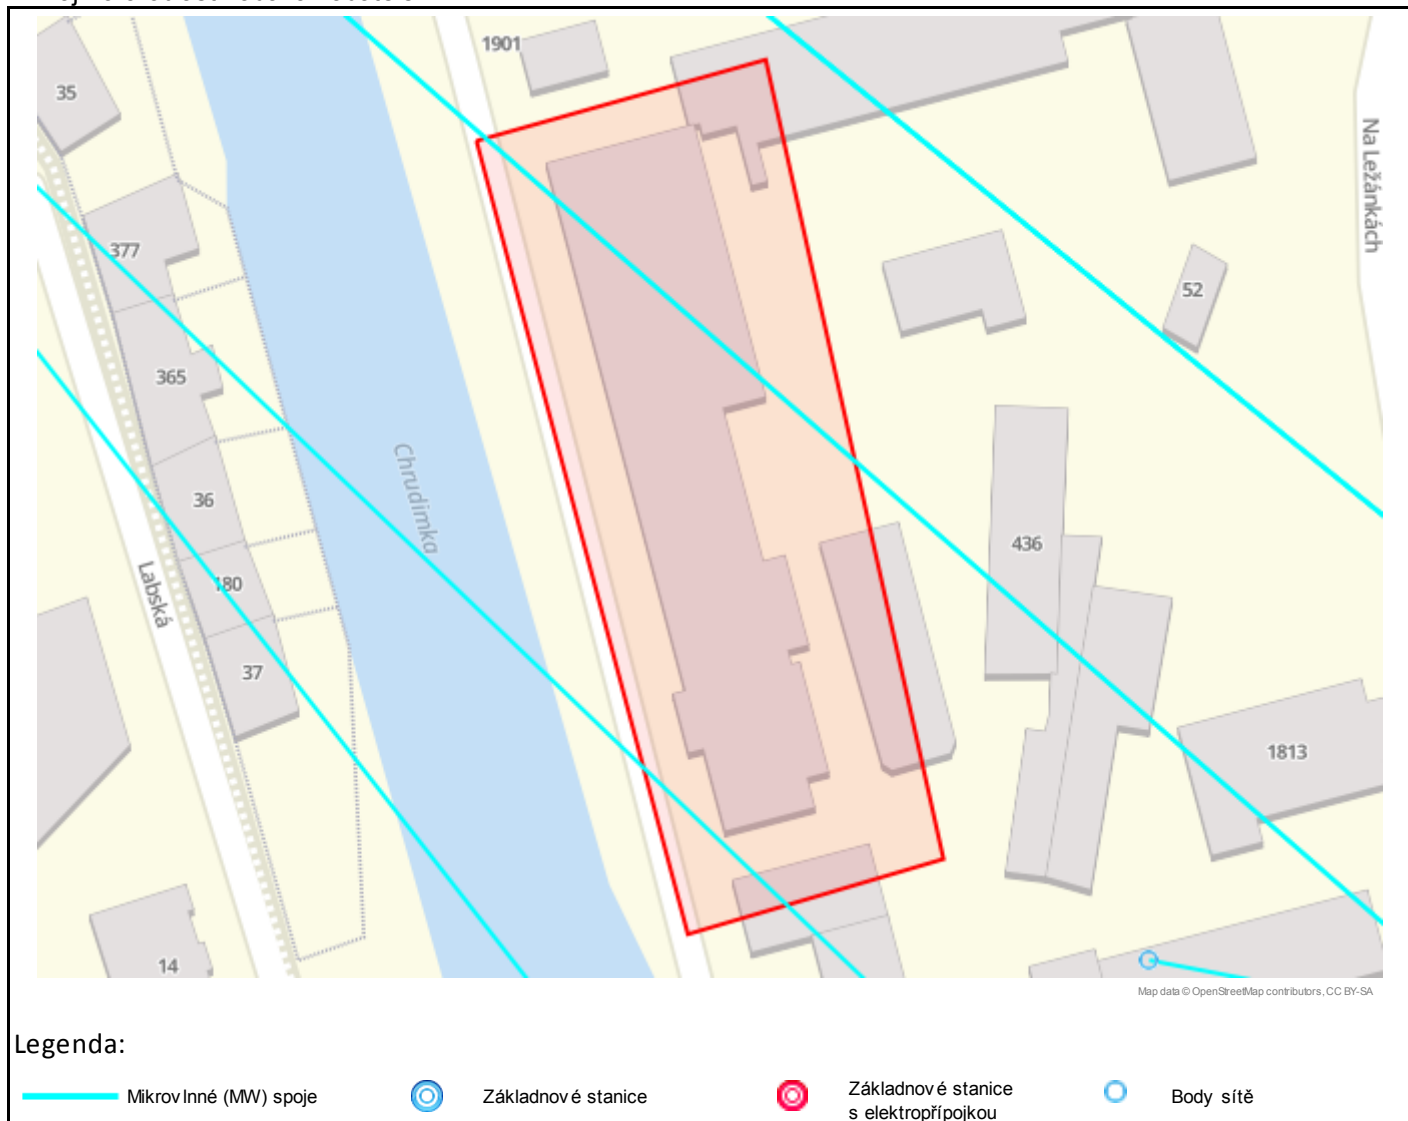 1901
35
Na Ležánkách
377
52
365
Chrudimka
36
436
180
Labská
37
1813
14
Map data © OpenStreetMap contributors, CC BY-SA
Legenda:
Mikrovlnné (MW) spoje
Základnové stanice
Základnové stanice
s elektropřípojkou
Body sítě